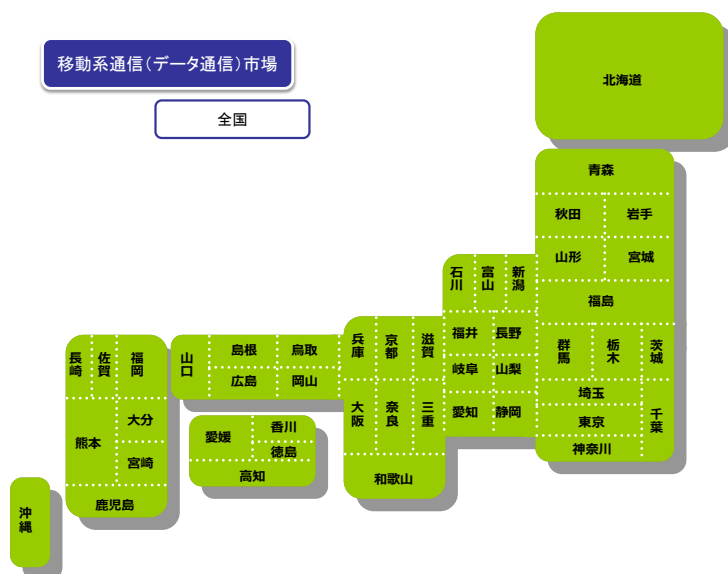 移動系通信(データ通信)市場
全国
北海道
青森
秋田
岩手
山形
宮城
福島
石川
富山
新潟
福井
長野
岐阜
山梨
愛知
静岡
群馬
栃木
茨城
埼玉
千葉
東京
神奈川
兵庫
京都
滋賀
大阪
奈良
三重
和歌山
山口
島根
鳥取
広島
岡山
愛媛
香川
徳島
高知
長崎
佐賀
福岡
熊本
大分
宮崎
鹿児島
沖縄